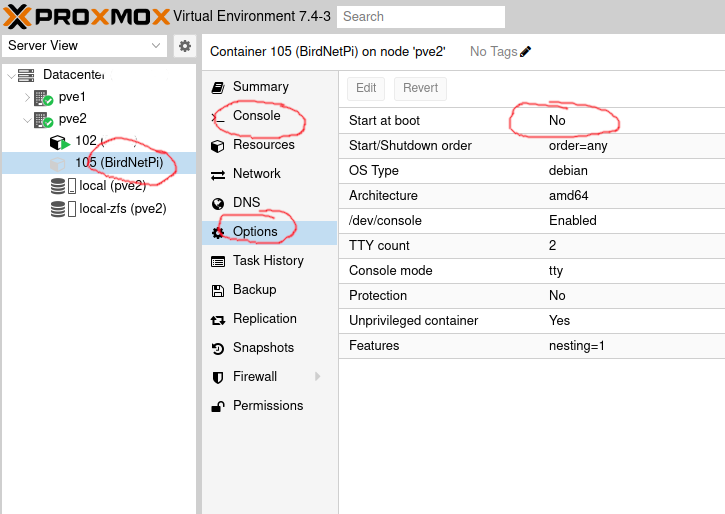 PROXMOX Virtual Environment 7.4-3 Search
Server View
Container 105 (BirdNetPi) on node 'pve2' No Tags
Datacenter
pve1
pve2
102 (
105 (BirdNetPi)
local (pve2)
local-zfs (pve2)
Summary
Console
Resources
Network
DNS
Options
Task History
Backup
Replication
Snapshots
Firewall
Permissions
Edit Revert
Start at boot No
Start/Shutdown order order=any
OS Type debian
Architecture amd64
/dev/console Enabled
TTY count 2
Console mode tty
Protection No
Unprivileged container Yes
Features nesting=1